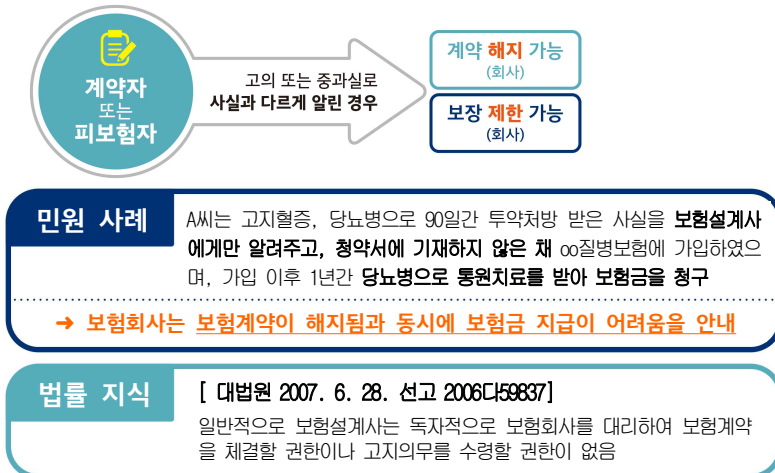 계약자
또는
피보험자
고의 또는 중과실로
사실과 다르게 알린 경우
계약 해지 가능
(회사)
보장 제한 가능
(회사)
민원 사례
A씨는 고지혈증, 당뇨병으로 90일간 투약처방 받은 사실을 보험설계사
에게만 알려주고, 청약서에 기재하지 않은 채 oo질병보험에 가입하였으
며, 가입 이후 1년간 당뇨병으로 통원치료를 받아 보험금을 청구
→ 보험회사는 보험계약이 해지됨과 동시에 보험금 지급이 어려움을 안내
법률 지식
[ 대법원 2007. 6. 28. 선고 2006다59837]
일반적으로 보험설계사는 독자적으로 보험회사를 대리하여 보험계약
을 체결할 권한이나 고지의무를 수령할 권한이 없음